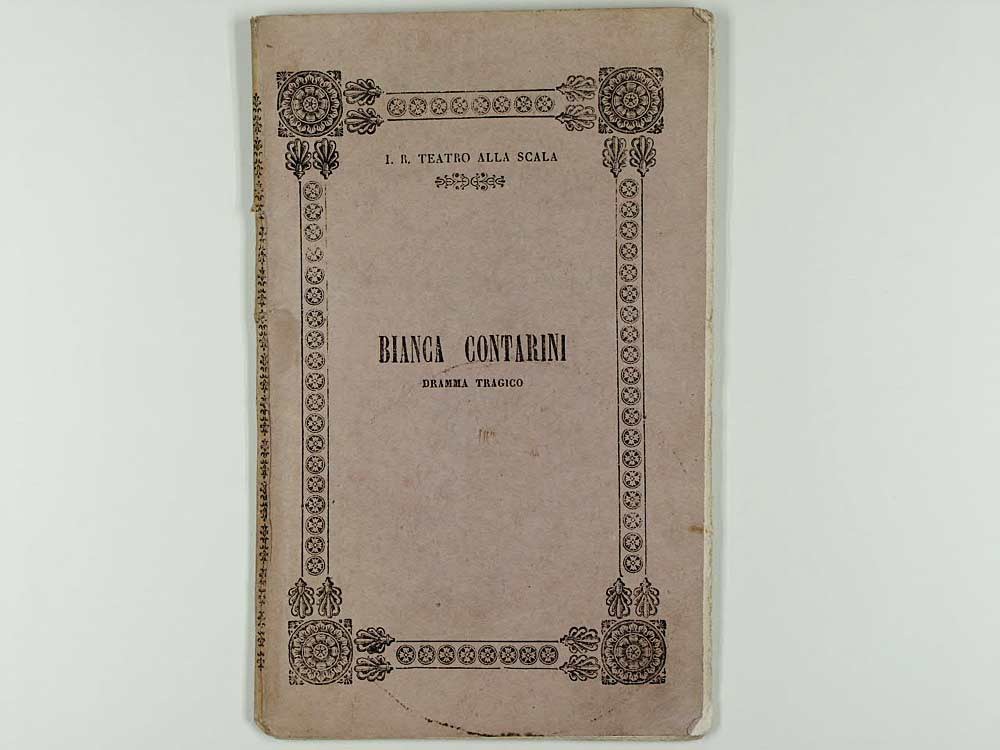 I. R. TEATRO ALLA SCALA
BIANCA CONTARINI
DRAMMA TRAGICO